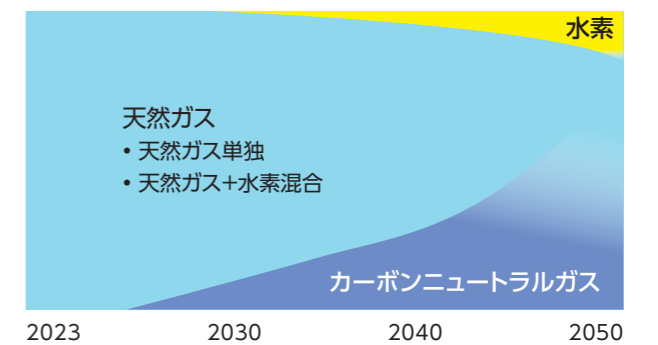 水素
天然ガス
• 天然ガス単独
• 天然ガス+水素混合
カーボンニュートラルガス
2023 2030 2040 2050